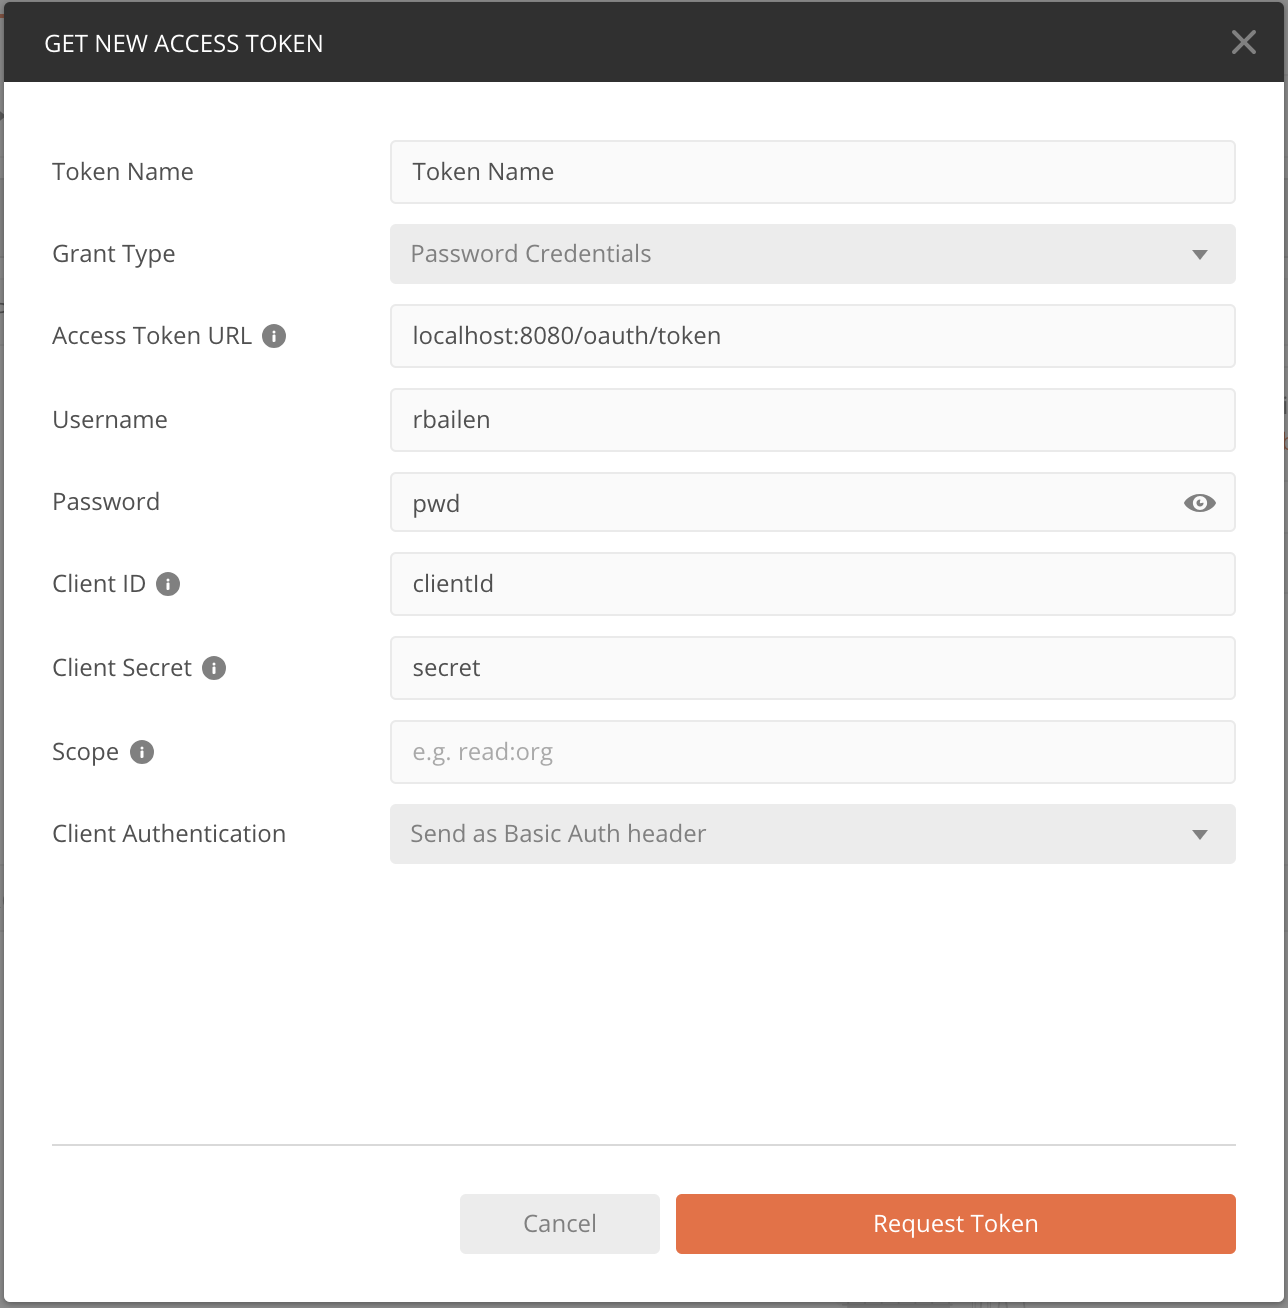 GET NEW ACCESS TOKEN
Token Name
Token Name
Grant Type
Password Credentials
Access Token URL
localhost:8080/oauth/token
Username
rbailen
Password
pwd
Client ID
clientId
Client Secret
secret
Scope
e.g. read:org
Client Authentication
Send as Basic Auth header
Cancel
Request Token